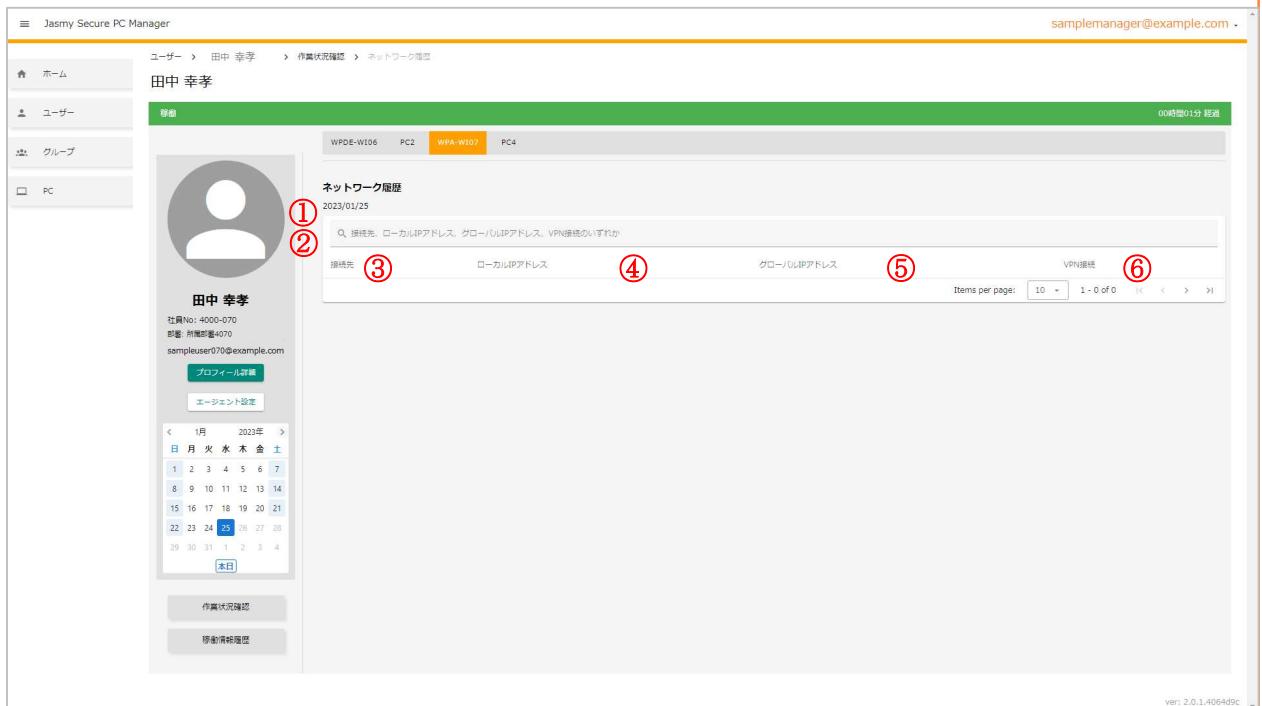 Jasmy Secure PC Manager
samplemanager@example.com
ユーザー > 田中 幸孝 > 作業状況確認 > ネットワーク履歴
ホーム
ユーザー
グループ
PC
田中 幸孝
稼働 00時間01分 経過
WPDE-WI06 PC2 WPA-WI07 PC4
ネットワーク履歴
① 2023/01/25
② 接続先、ローカルIPアドレス、グローバルIPアドレス、VPN接続のいずれか
接続先 ③ ローカルIPアドレス ④ グローバルIPアドレス ⑤ VPN接続 ⑥
Items per page: 10 1 - 0 of 0
田中 幸孝
社員No: 4000-070
部署: 所属部署4070
sampleuser070@example.com
プロフィール詳細
エージェント設定
< 1月 2023年 >
日 月 火 水 木 金 土
1 2 3 4 5 6 7
8 9 10 11 12 13 14
15 16 17 18 19 20 21
22 23 24 25 26 27 28
29 30 31 1 2 3 4
本日
作業状況確認
稼働情報履歴
ver: 2.0.1.4064d9c